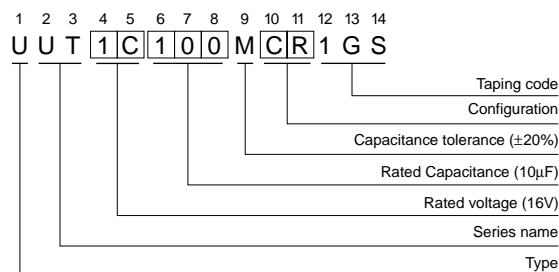 1 2 3 4 5 6 7 8 9 10 11 12 13 14
U U T 1 C 1 0 0 M C R 1 G S
Taping code
Configuration
Capacitance tolerance (±20%)
Rated Capacitance (10µF)
Rated voltage (16V)
Series name
Type